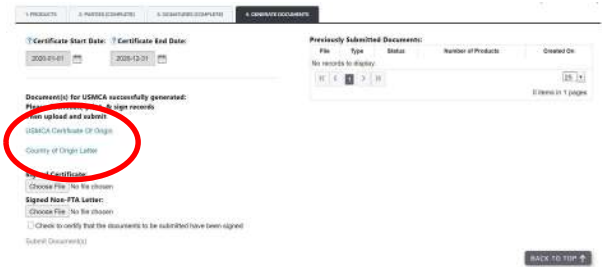 1. PRODUCTS
2. PARTIES (COMPLETE)
3. SIGNATURES (COMPLETE)
4. GENERATE DOCUMENTS
Certificate Start Date:
Certificate End Date:
2020-12-31
Document(s) for USMCA successfully generated:
sign records
upload and submit
USMCA Certificate Of Origin
Country of Origin Letter
Signed Certificate:
Choose File No file chosen
Signed Non-FTA Letter:
Choose File No file chosen
Check to certify that the documents to be submitted have been signed
Submit Document(s)
Previously Submitted Documents:
File Type Status Number of Products Created On
No records to display.
1
25
0 items in 1 pages
BACK TO TOP